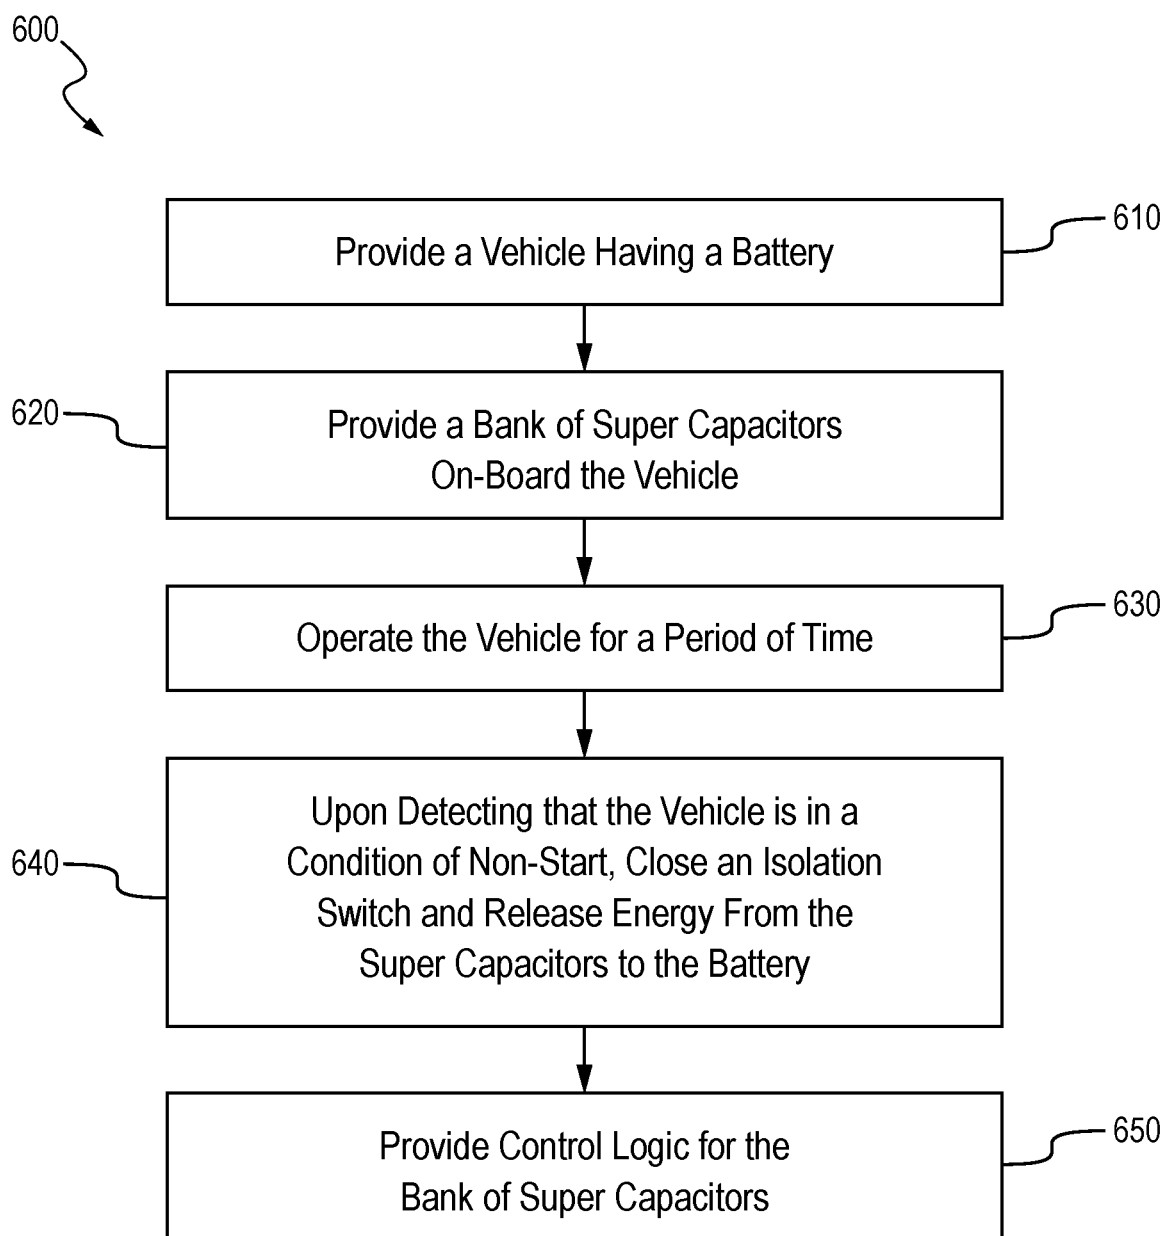 600
Provide a Vehicle Having a Battery
610
620
Provide a Bank of Super Capacitors
On-Board the Vehicle
Operate the Vehicle for a Period of Time
630
640
Upon Detecting that the Vehicle is in a
Condition of Non-Start, Close an Isolation
Switch and Release Energy From the
Super Capacitors to the Battery
Provide Control Logic for the
Bank of Super Capacitors
650